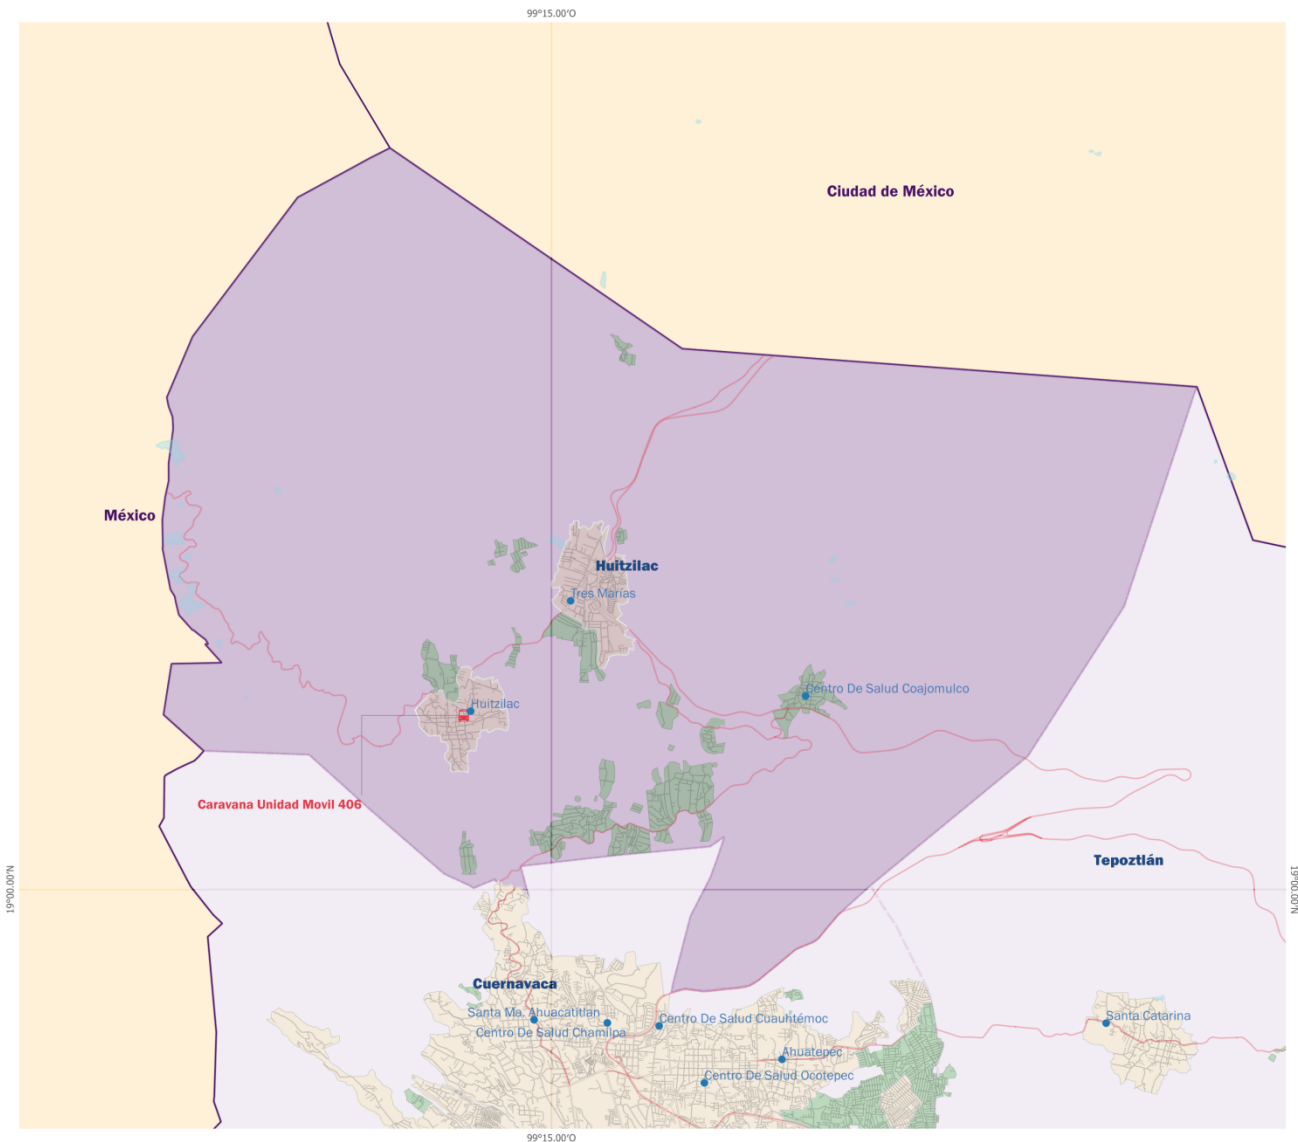 99°15.00'O
Ciudad de México
México
Huitzilac
Tres Marías
Centro De Salud Coajomulco
Huitzilac
Caravana Unidad Movil 406
Tepoztlán
19°00.00'N
19°00.00'N
Cuernavaca
Santa Ma. Ahuacatitlan
Centro De Salud Cuauhtémoc
Santa Catarina
Centro De Salud Chamilpa
Ahuatepec
Centro De Salud Ocotepec
99°15.00'O